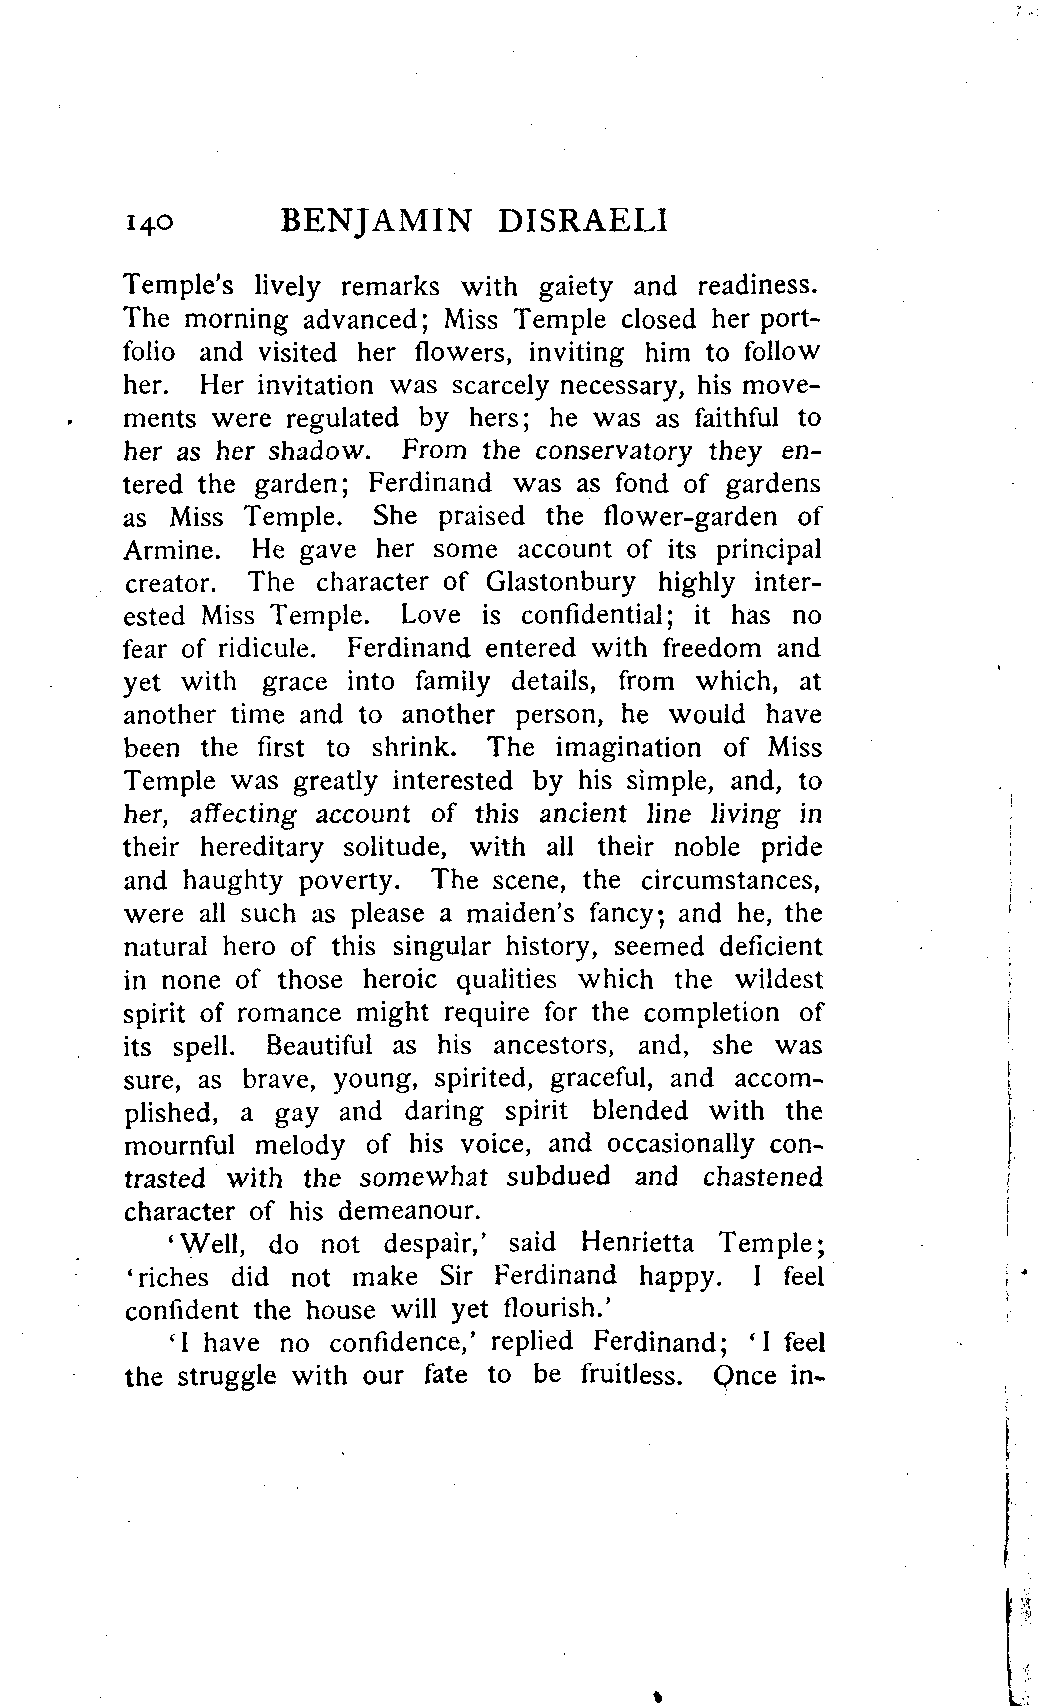 140 BENJAMIN DISRAELI
Temple's lively remarks with gaiety and readiness.
The morning advanced; Miss Temple closed her port-
folio and visited her flowers, inviting him to follow
her. Her invitation was scarcely necessary, his move-
ments were regulated by hers; he was as faithful to
her as her shadow. From the conservatory they en-
tered the garden; Ferdinand was as fond of gardens
as Miss Temple. She praised the flower-garden of
Armine. He gave her some account of its principal
creator. The character of Glastonbury highly inter-
ested Miss Temple. Love is confidential; it has no
fear of ridicule. Ferdinand entered with freedom and
yet with grace into family details, from which, at
another time and to another person, he would have
been the first to shrink. The imagination of Miss
Temple was greatly interested by his simple, and, to
her, affecting account of this ancient line living in
their hereditary solitude, with all their noble pride
and haughty poverty. The scene, the circumstances,
were all such as please a maiden's fancy; and he, the
natural hero of this singular history, seemed deficient
in none of those heroic qualities which the wildest
spirit of romance might require for the completion of
its spell. Beautiful as his ancestors, and, she was
sure, as brave, young, spirited, graceful, and accom-
plished, a gay and daring spirit blended with the
mournful melody of his voice, and occasionally con-
trasted with the somewhat subdued and chastened
character of his demeanour.
'Well, do not despair,' said Henrietta Temple;
'riches did not make Sir Ferdinand happy. I feel
confident the house will yet flourish.'
'I have no confidence,' replied Ferdinand; 'I feel
the struggle with our fate to be fruitless. Once in-